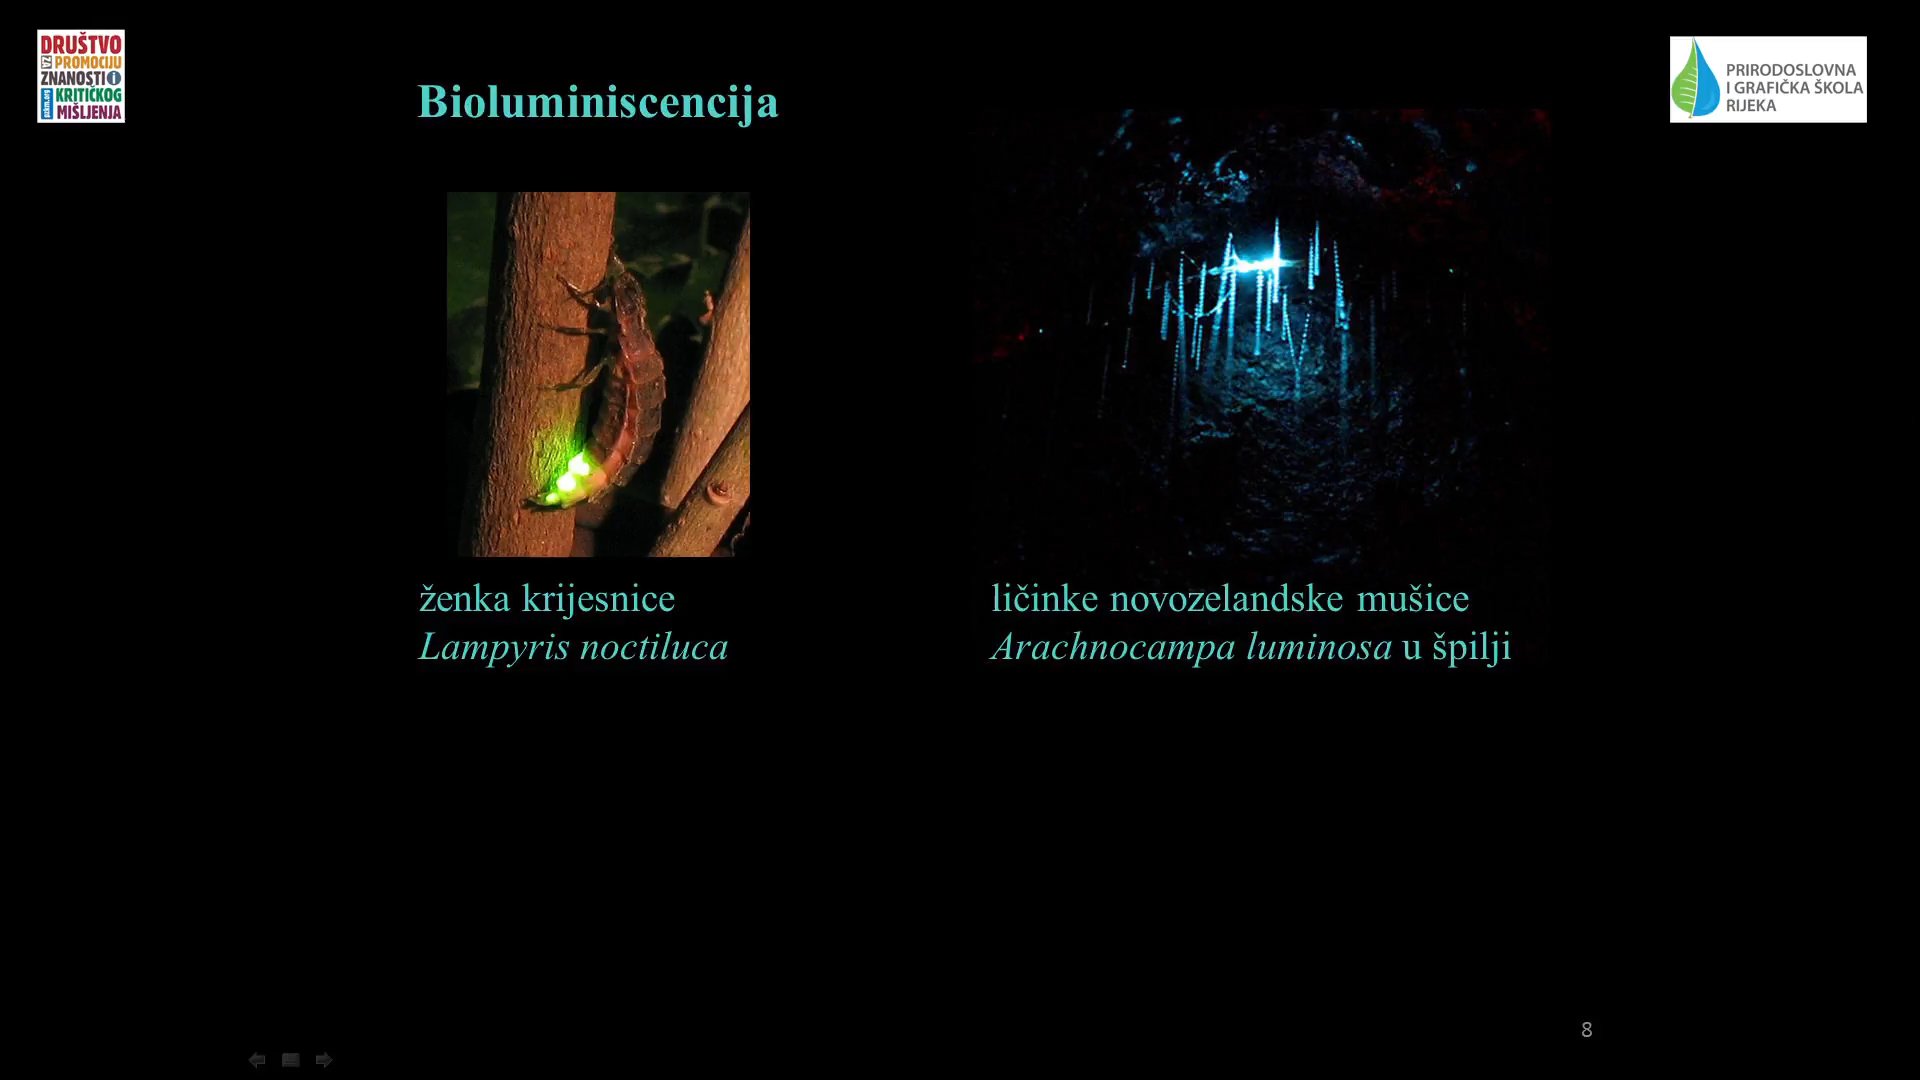 DRUŠTVO
ZA PROMOCIJU
ZNANOSTI i
KRITIČKOG
MIŠLJENJA
Bioluminiscencija
PRIRODOSLOVNA
I GRAFIČKA ŠKOLA
RIJEKA
ženka krijesnice
Lampyris noctiluca
ličinke novozelandske mušice
Arachnocampa luminosa u špilji
8